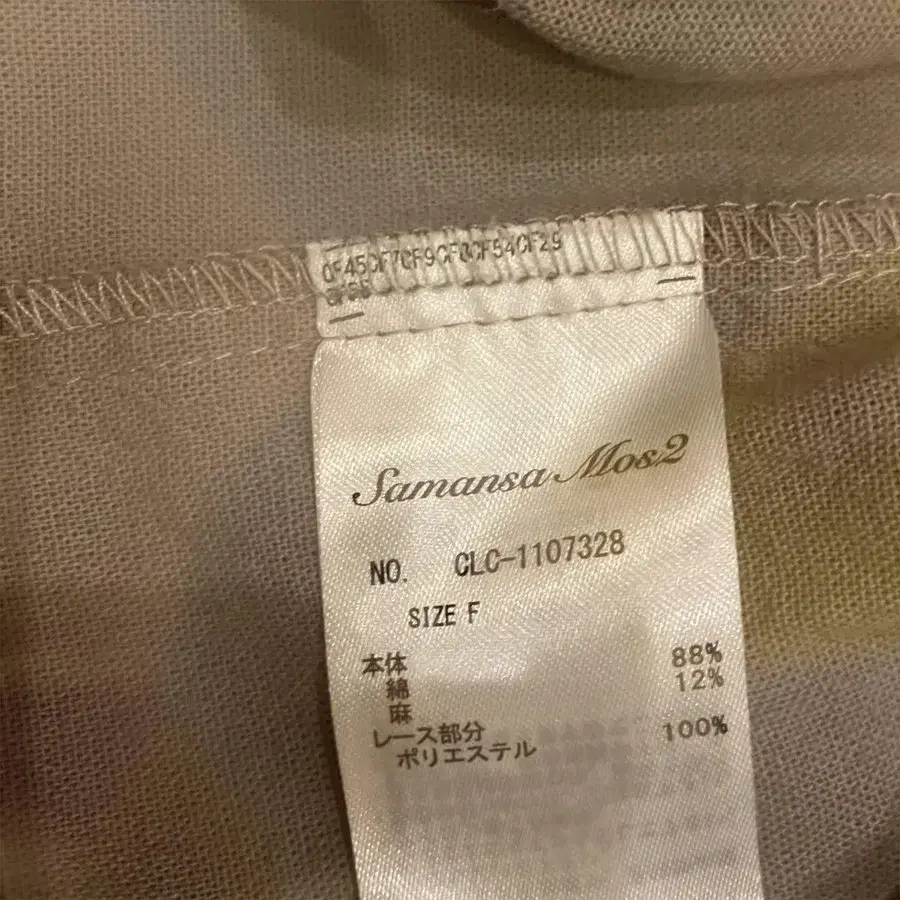 Samansa Mos2
NO. CLC-1107328
SIZE F
本体
綿 88%
麻 12%
レース部分
ポリエステル 100%